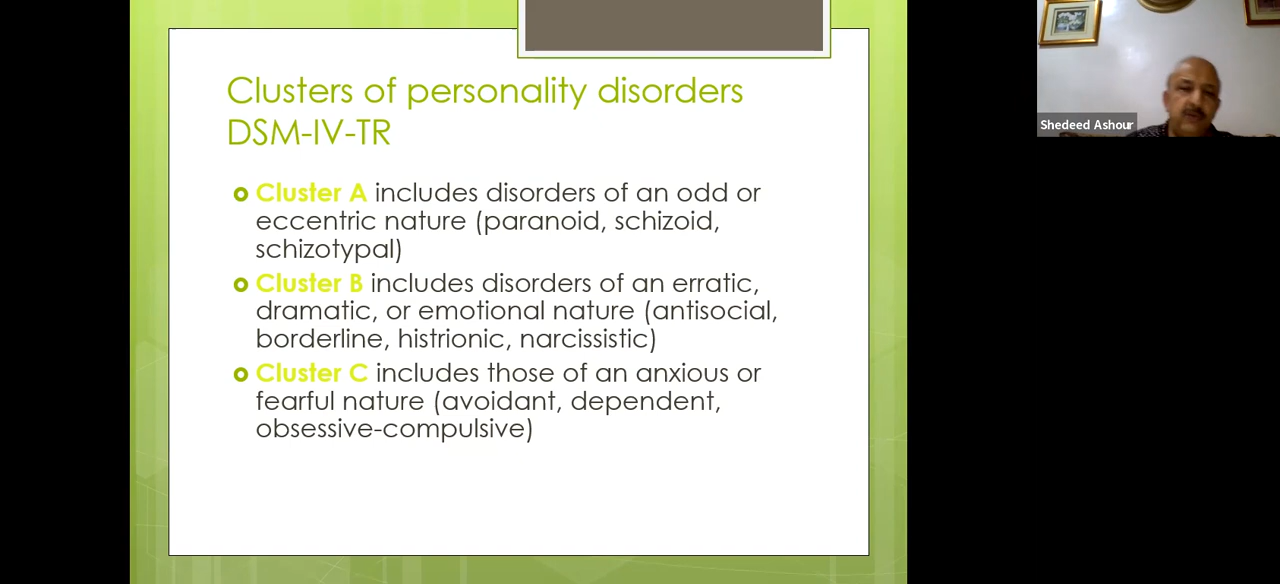 Clusters of personality disorders
DSM-IV-TR
Cluster A includes disorders of an odd or
eccentric nature (paranoid, schizoid,
schizotypal)
Cluster B includes disorders of an erratic,
dramatic, or emotional nature (antisocial,
borderline, histrionic, narcissistic)
Cluster C includes those of an anxious or
fearful nature (avoidant, dependent,
obsessive-compulsive)
Shedeed Ashour